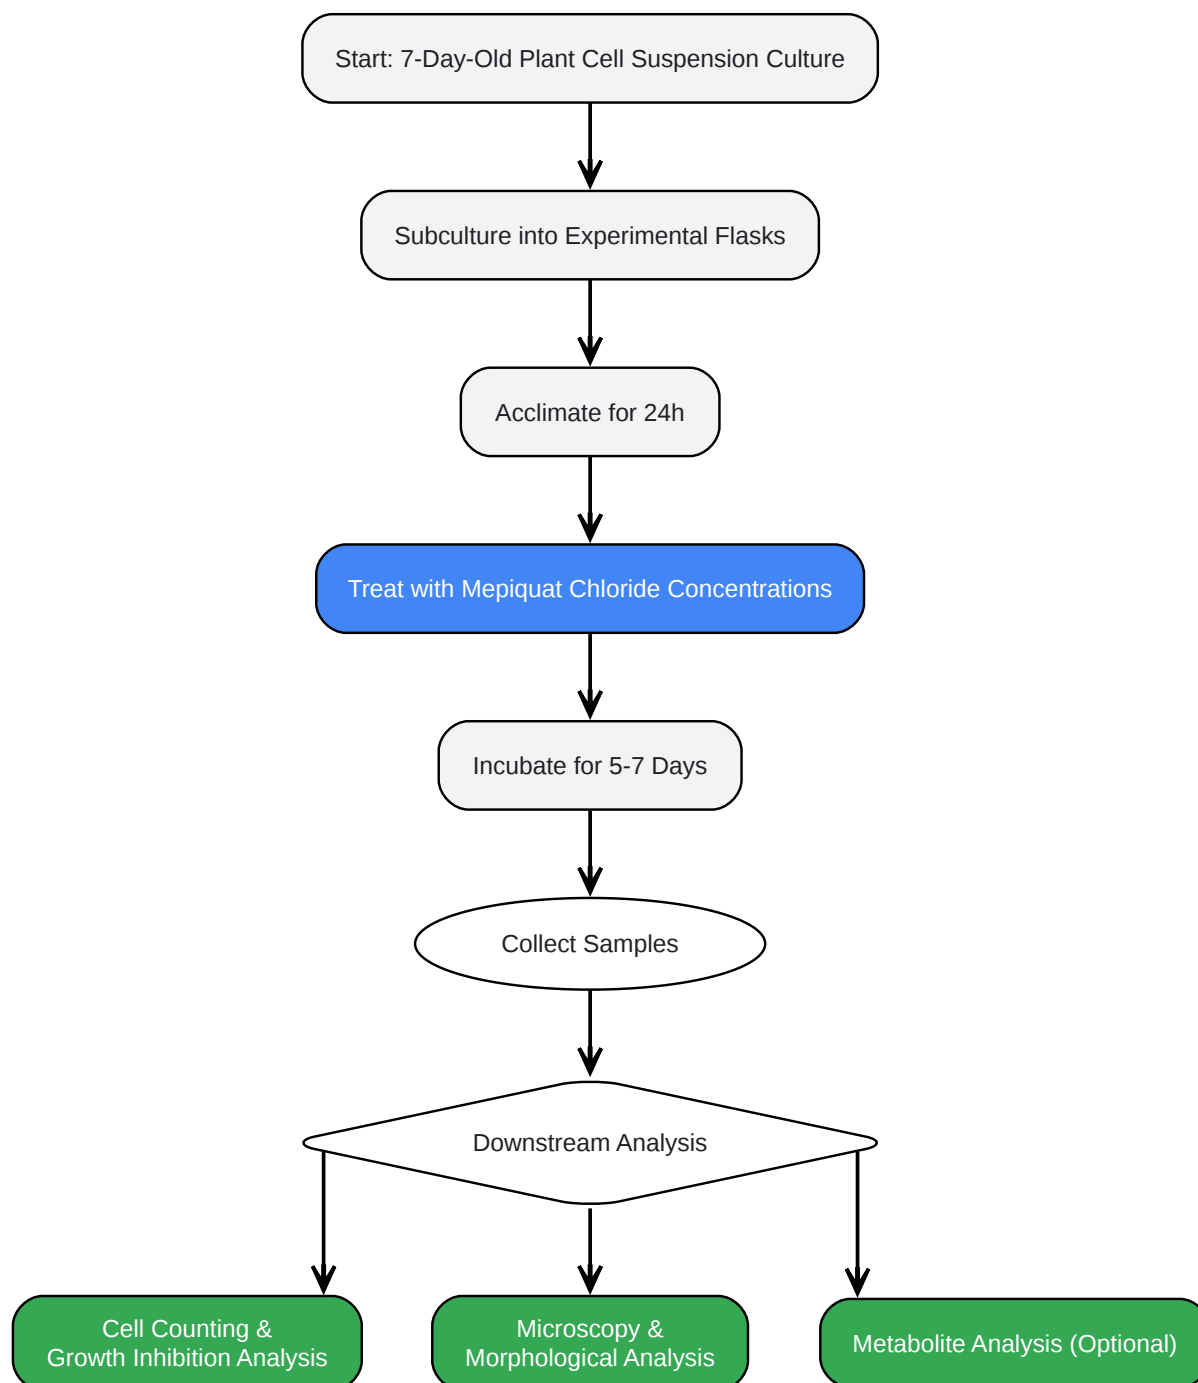 Start: 7-Day-Old Plant Cell Suspension Culture
Subculture into Experimental Flasks
Acclimate for 24h
Treat with Mepiquat Chloride Concentrations
Incubate for 5-7 Days
Collect Samples
Downstream Analysis
Cell Counting &
Growth Inhibition Analysis
Microscopy &
Morphological Analysis
Metabolite Analysis (Optional)